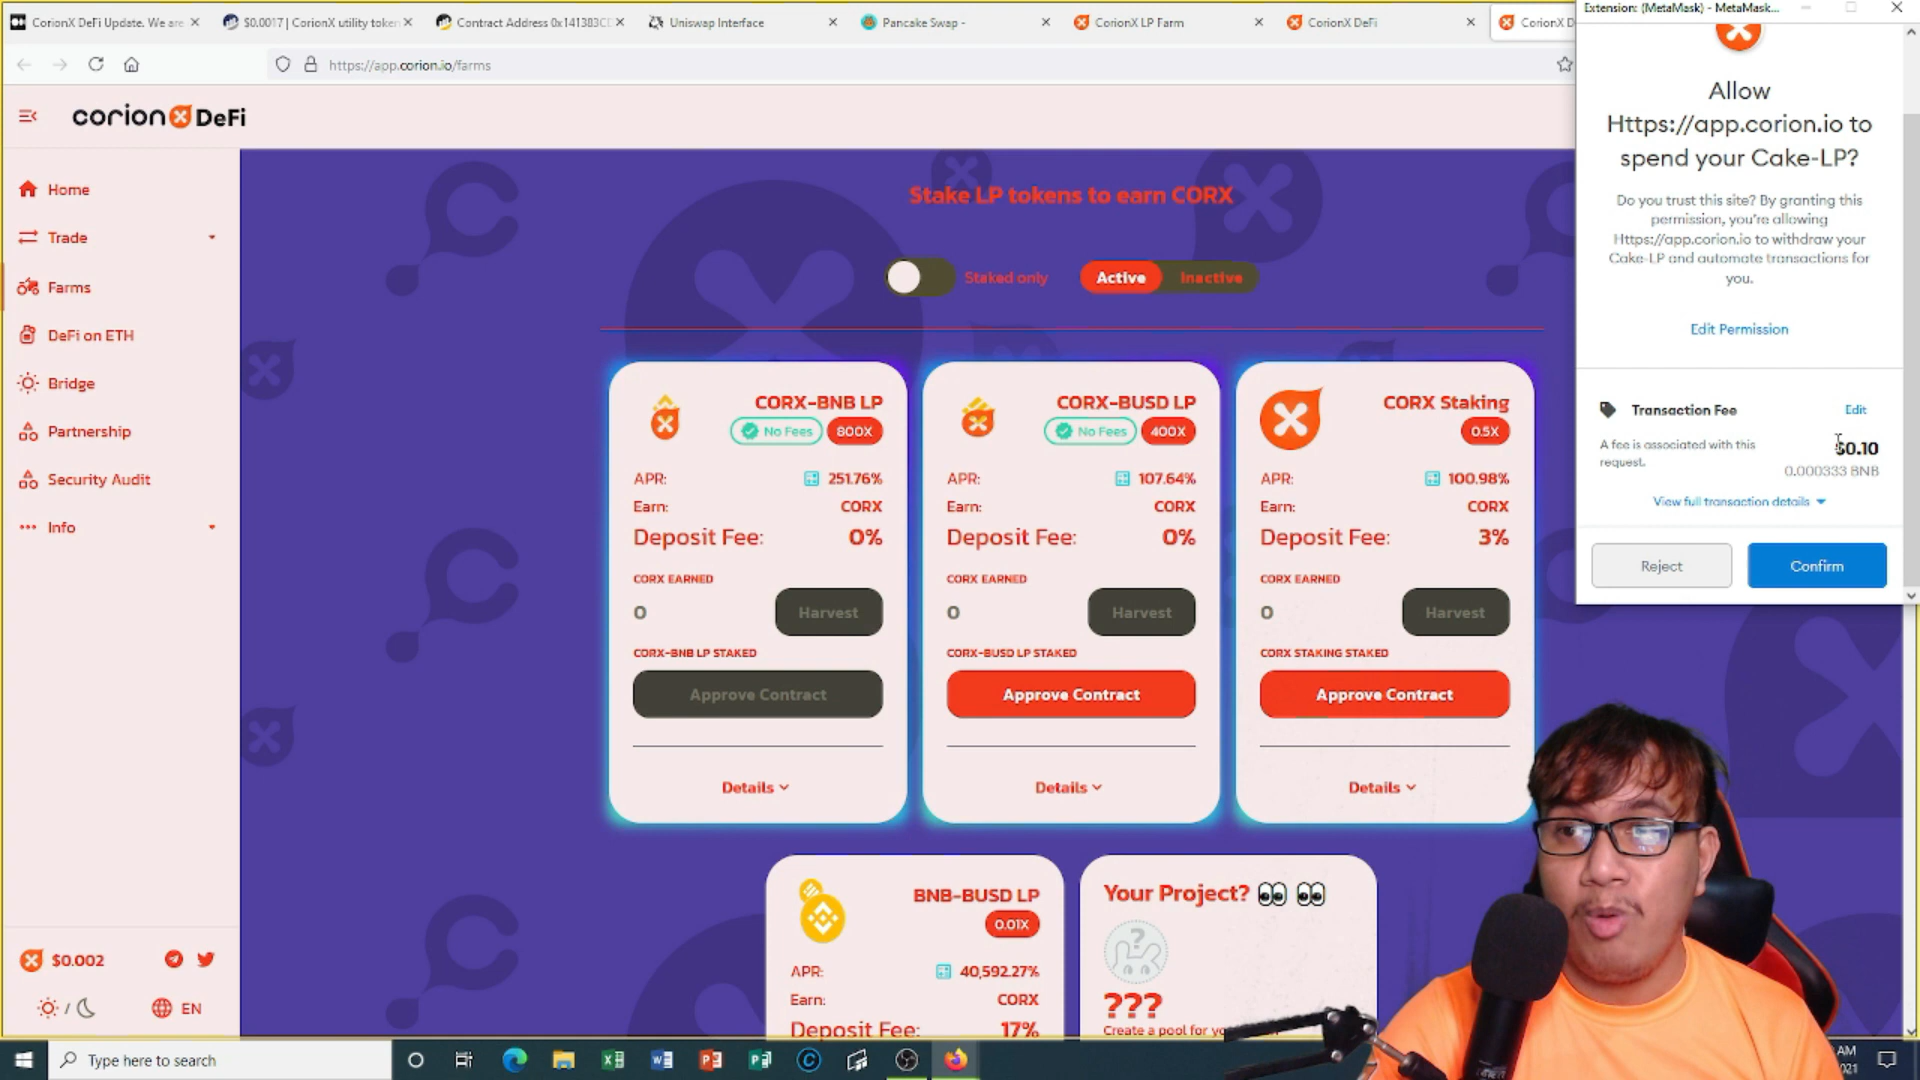 CorionX DeFi Update. We are
$0.0017 | CorionX utility token
Contract Address 0x141383CD
Uniswap Interface
Pancake Swap -
CorionX LP Farm
CorionX DeFi
CorionX D
https://app.corion.io/farms
corion X DeFi
Home
Trade
Farms
DeFi on ETH
Bridge
Partnership
Security Audit
Info
$0.002
EN
Stake LP tokens to earn CORX
Staked only
Active
Inactive
CORX-BNB LP
No Fees
800X
APR:
251.76%
Earn:
CORX
Deposit Fee:
0%
CORX EARNED
0
Harvest
CORX-BNB LP STAKED
Approve Contract
Details
CORX-BUSD LP
No Fees
400X
APR:
107.64%
Earn:
CORX
Deposit Fee:
0%
CORX EARNED
0
Harvest
CORX-BUSD LP STAKED
Approve Contract
Details
CORX Staking
0.5X
APR:
100.98%
Earn:
CORX
Deposit Fee:
3%
CORX EARNED
0
Harvest
CORX STAKING STAKED
Approve Contract
Details
BNB-BUSD LP
0.01X
APR:
40,592.27%
Earn:
CORX
Deposit Fee:
17%
Your Project? 👀 👀
???
Create a pool for
Extension: (MetaMask) - MetaMask...
Allow
Https://app.corion.io to
spend your Cake-LP?
Do you trust this site? By granting this
permission, you're allowing
Https://app.corion.io to withdraw your
Cake-LP and automate transactions for
you.
Edit Permission
Transaction Fee
Edit
A fee is associated with this
request.
$0.10
0.000333 BNB
View full transaction details
Reject
Confirm
Type here to search
AM
021